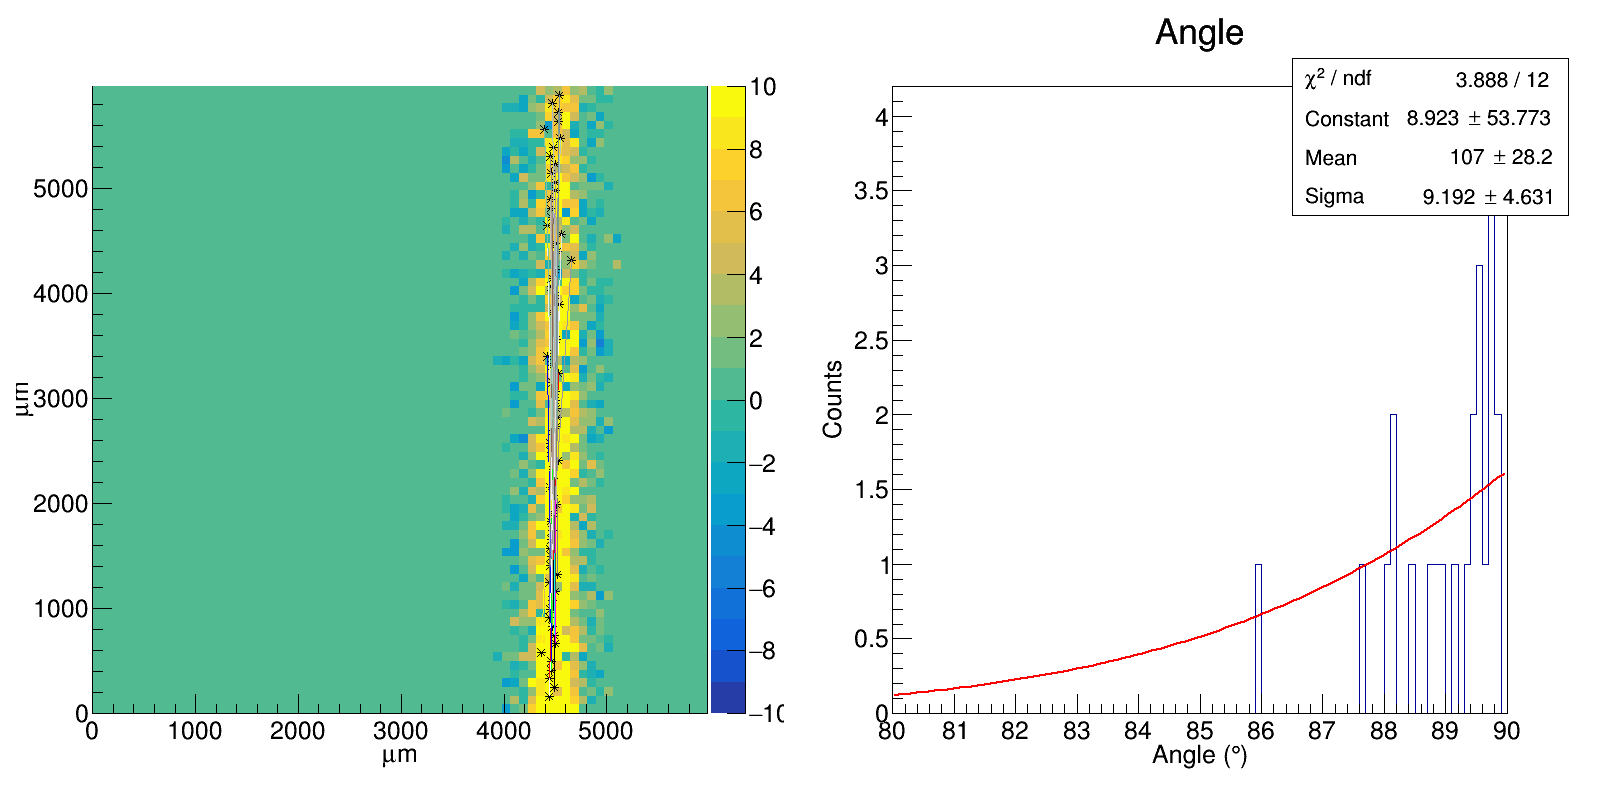 Angle
χ² / ndf 3.888 / 12
Constant 8.923 ± 53.773
Mean 107 ± 28.2
Sigma 9.192 ± 4.631
10
8
6
4
2
0
−2
−4
−6
−8
−10
5000
4000
3000
2000
1000
0
μm
0 1000 2000 3000 4000 5000
μm
4
3.5
3
2.5
2
1.5
1
0.5
0
Counts
80 81 82 83 84 85 86 87 88 89 90
Angle (°)